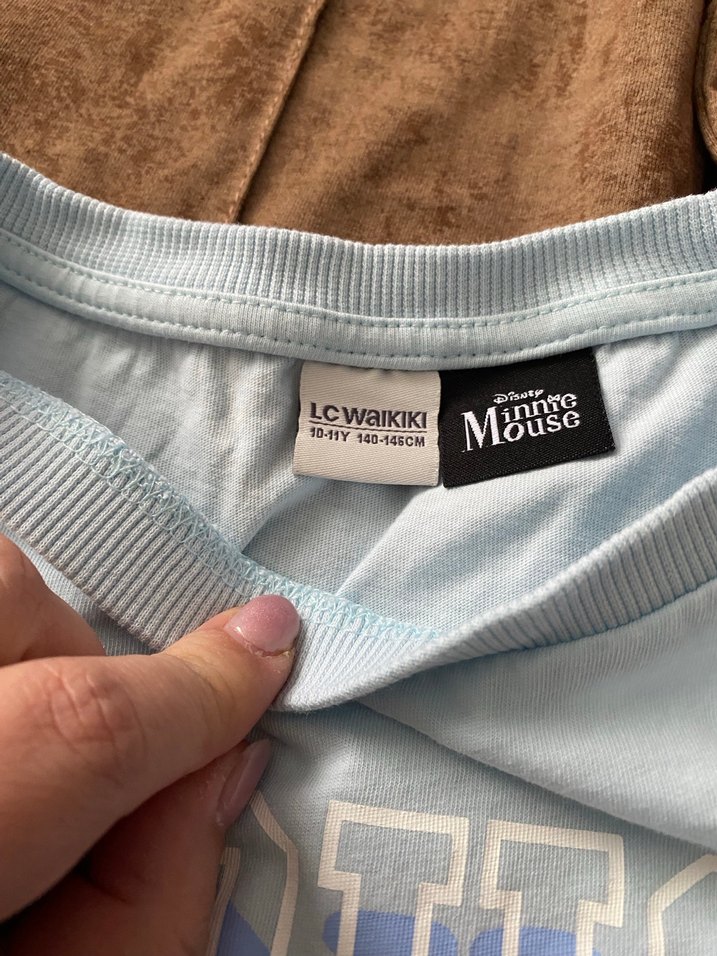 LC WAIKIKI
10-11Y 140-146CM
Disney
Minnie
Mouse